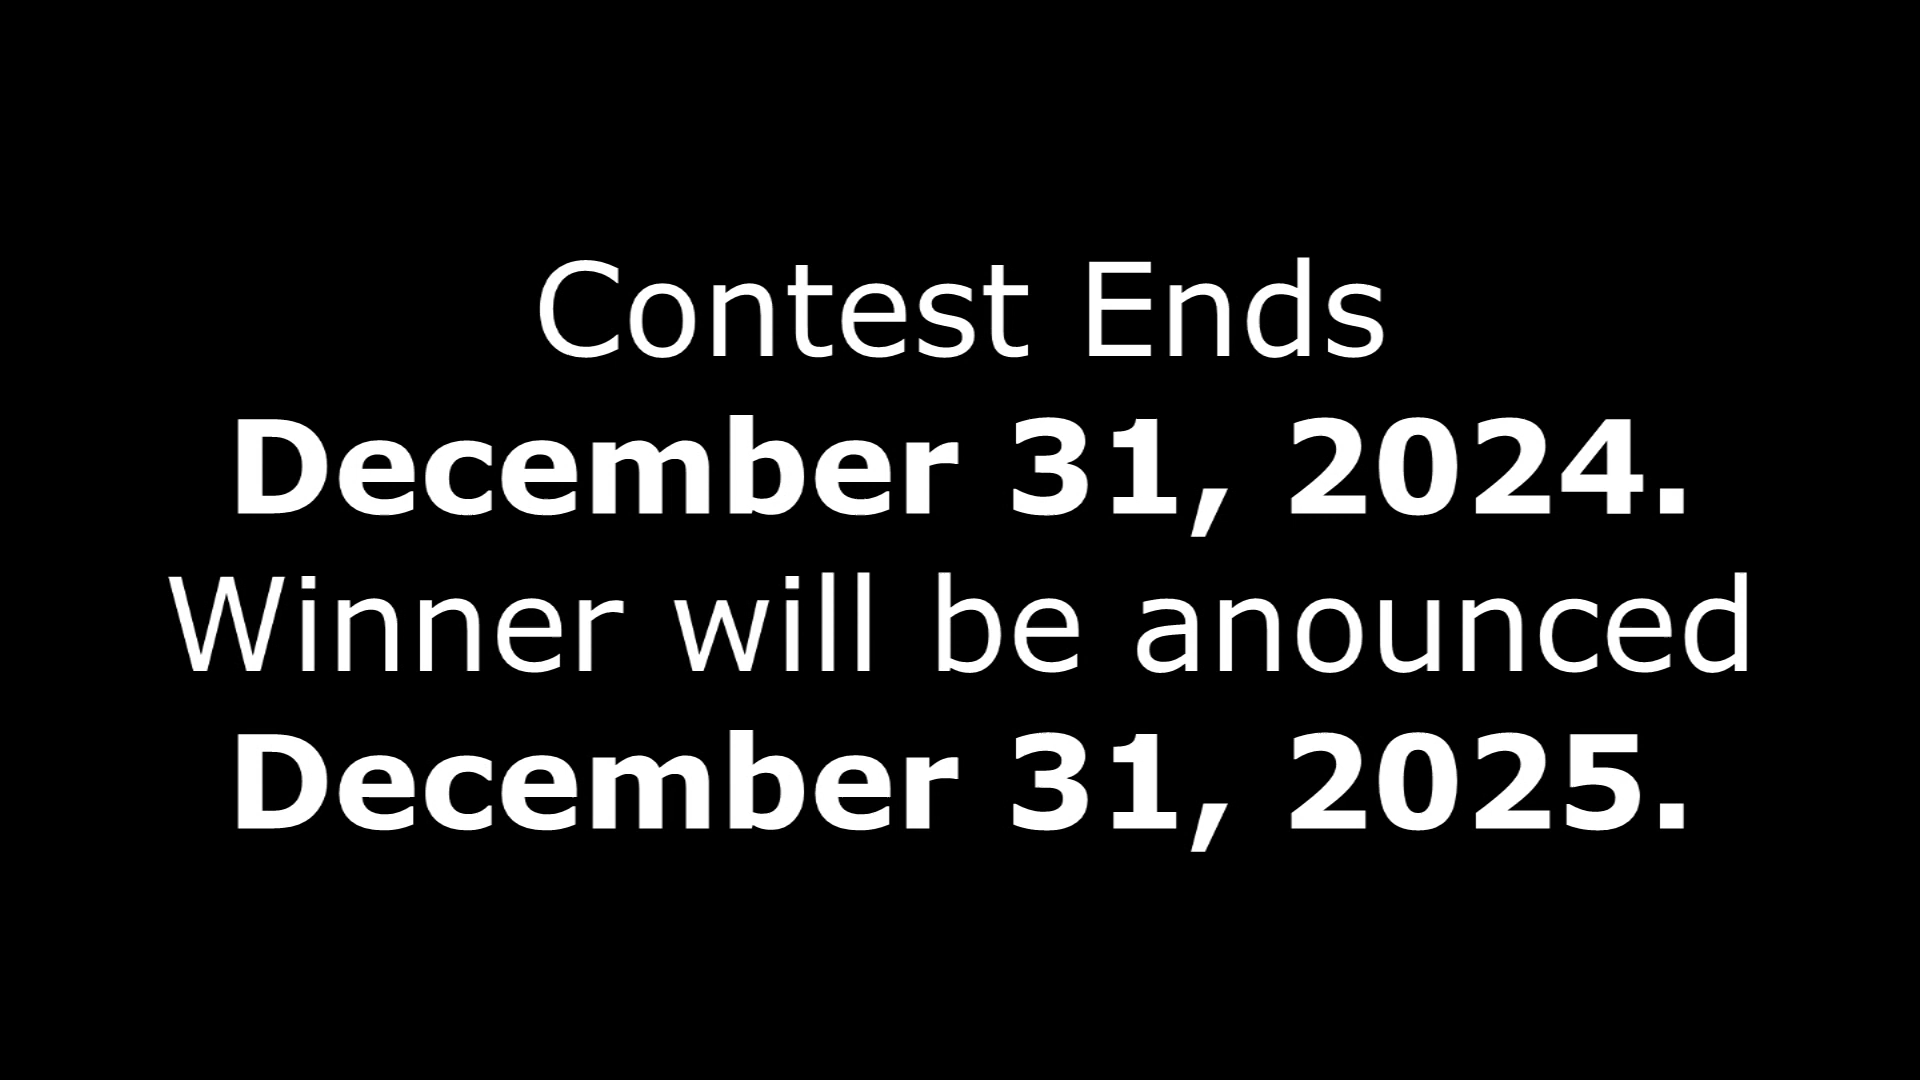 Contest Ends
December 31, 2024.
Winner will be anounced
December 31, 2025.